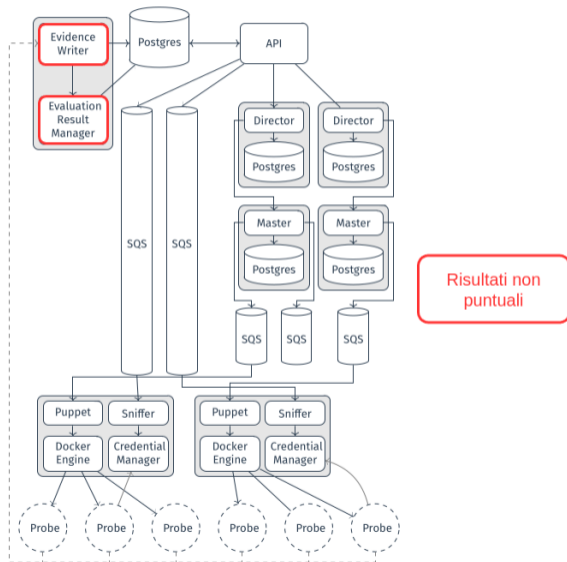 Evidence
Writer
Postgres
API
Evaluation
Result
Manager
Director
Director
Postgres
Postgres
Master
Master
SQS
SQS
Postgres
Postgres
Risultati non
puntuali
SQS
SQS
SQS
Puppet
Sniffer
Puppet
Sniffer
Docker
Engine
Credential
Manager
Docker
Engine
Credential
Manager
Probe
Probe
Probe
Probe
Probe
Probe